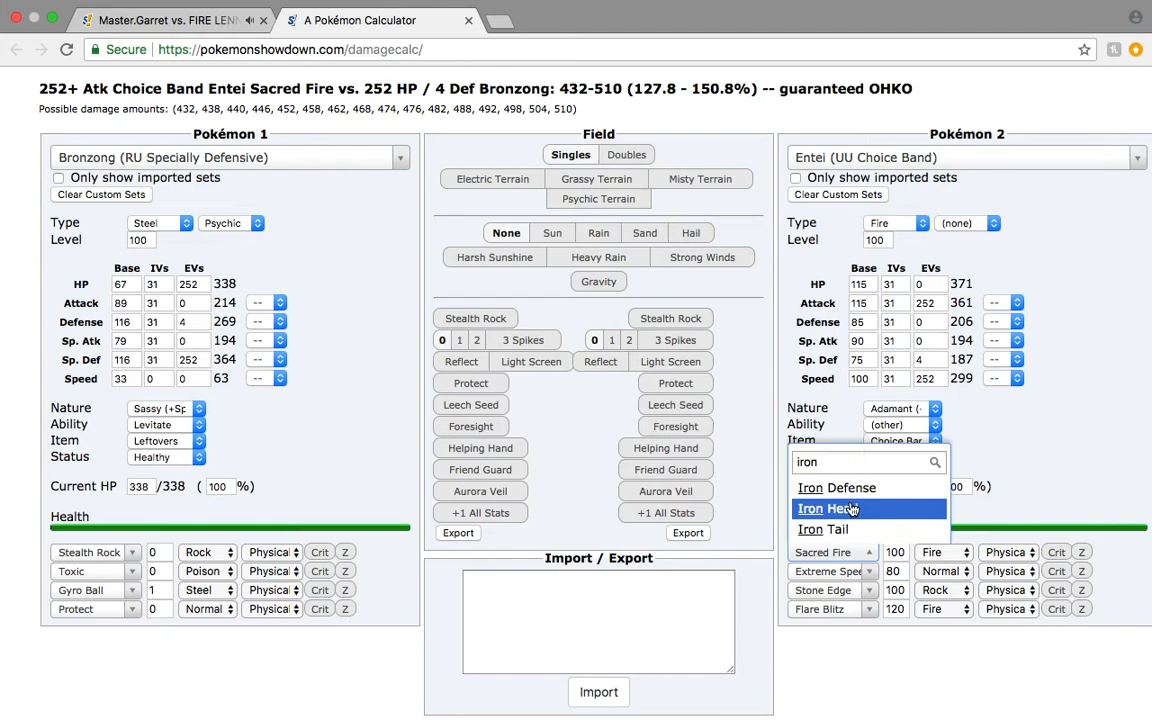 Master.Garret vs. FIRE LENN
A Pokémon Calculator
Secure https://pokemonshowdown.com/damagecalc/
252+ Atk Choice Band Entei Sacred Fire vs. 252 HP / 4 Def Bronzong: 432-510 (127.8 - 150.8%) -- guaranteed OHKO
Possible damage amounts: (432, 438, 440, 446, 452, 458, 462, 468, 474, 476, 482, 488, 492, 498, 504, 510)
Pokémon 1
Bronzong (RU Specially Defensive)
Only show imported sets
Clear Custom Sets
Type Steel Psychic
Level 100
Base IVs EVs
HP 67 31 252 338
Attack 89 31 0 214 --
Defense 116 31 4 269 --
Sp. Atk 79 31 0 194 --
Sp. Def 116 31 252 364 --
Speed 33 0 0 63 --
Nature Sassy (+Sp
Ability Levitate
Item Leftovers
Status Healthy
Current HP 338 /338 ( 100 %)
Health
Stealth Rock 0 Rock Physical Crit Z
Toxic 0 Poison Physical Crit Z
Gyro Ball 1 Steel Physical Crit Z
Protect 0 Normal Physical Crit Z
Field
Singles Doubles
Electric Terrain Grassy Terrain Misty Terrain
Psychic Terrain
None Sun Rain Sand Hail
Harsh Sunshine Heavy Rain Strong Winds
Gravity
Stealth Rock Stealth Rock
0 1 2 3 Spikes 0 1 2 3 Spikes
Reflect Light Screen Reflect Light Screen
Protect Protect
Leech Seed Leech Seed
Foresight Foresight
Helping Hand Helping Hand
Friend Guard Friend Guard
Aurora Veil Aurora Veil
+1 All Stats +1 All Stats
Export Export
Import / Export
Import
Pokémon 2
Entei (UU Choice Band)
Only show imported sets
Clear Custom Sets
Type Fire (none)
Level 100
Base IVs EVs
HP 115 31 0 371
Attack 115 31 252 361 --
Defense 85 31 0 206 --
Sp. Atk 90 31 0 194 --
Sp. Def 75 31 4 187 --
Speed 100 31 252 299 --
Nature Adamant (-
Ability (other)
Item Choice Bar
iron
Iron Defense
00 %)
Iron Head
Iron Tail
Sacred Fire 100 Fire Physica Crit Z
Extreme Spee 80 Normal Physica Crit Z
Stone Edge 100 Rock Physica Crit Z
Flare Blitz 120 Fire Physica Crit Z